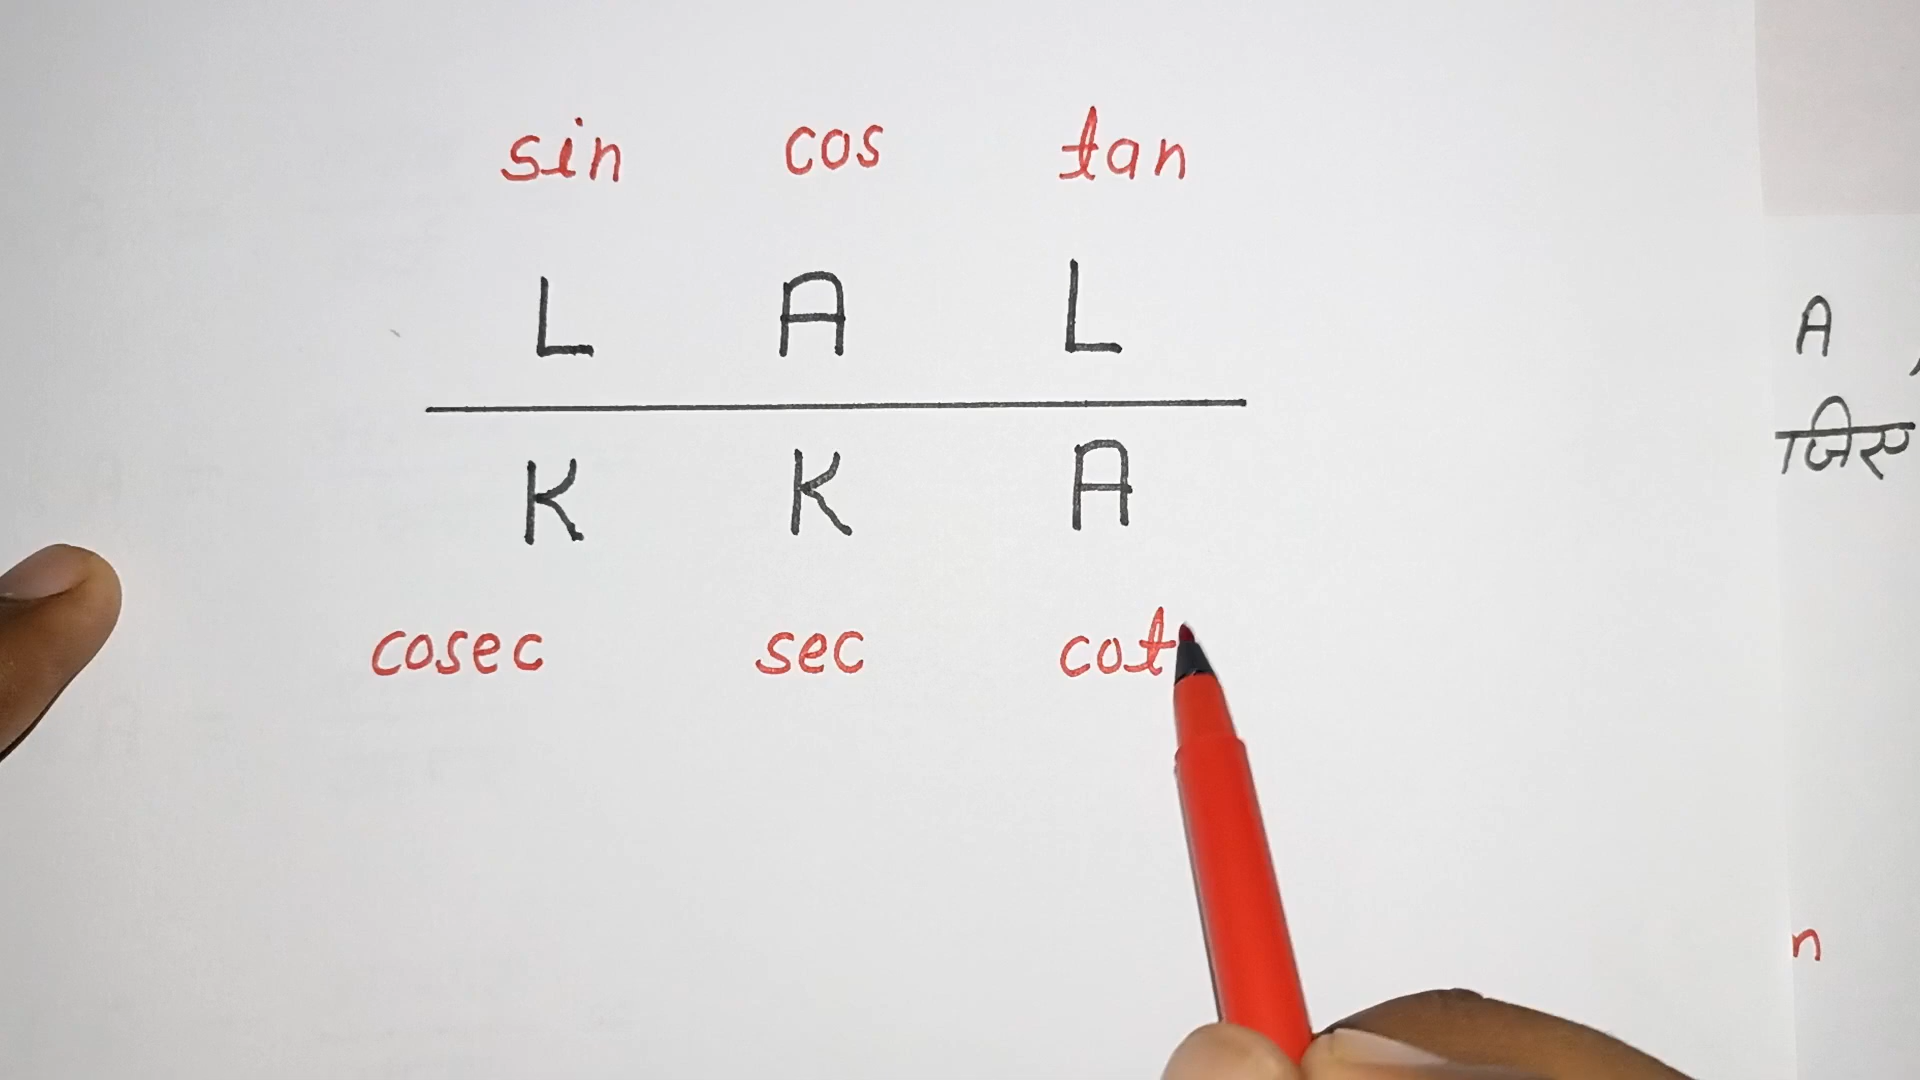 sin cos tan
L A L
K K A
cosec sec cot
A
जिस
n